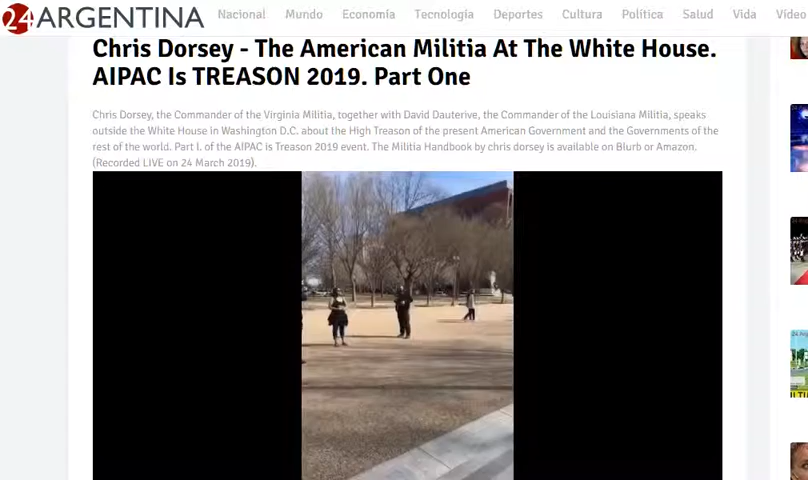 24ARGENTINA Nacional Mundo Economía Tecnología Deportes Cultura Política Salud Vida Vídeo
Chris Dorsey - The American Militia At The White House.
AIPAC Is TREASON 2019. Part One
Chris Dorsey, the Commander of the Virginia Militia, together with David Dauterive, the Commander of the Louisiana Militia, speaks
outside the White House in Washington D.C. about the High Treason of the present American Government and the Governments of the
rest of the world. Part I. of the AIPAC is Treason 2019 event. The Militia Handbook by chris dorsey is available on Blurb or Amazon.
(Recorded LIVE on 24 March 2019).